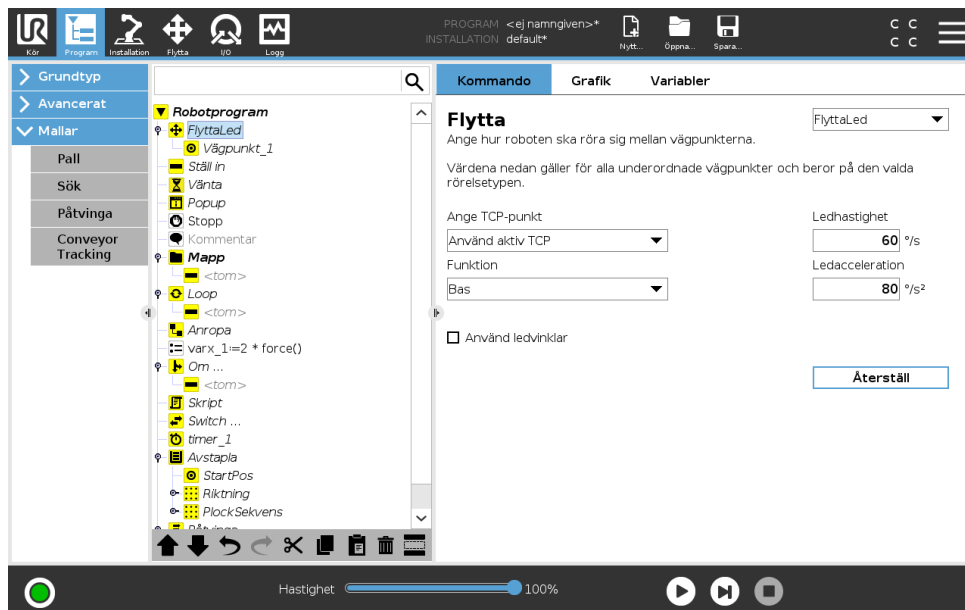 PROGRAM <ej namngiven>*
INSTALLATION default*
Kör
Program
Installation
Flytta
I/O
Logg
Nytt...
Öppna...
Spara...
C C
C C
Grundtyp
Avancerat
Mallar
Pall
Sök
Påtvinga
Conveyor
Tracking
Robotprogram
FlyttaLed
Vägpunkt_1
Ställ in
Vänta
Popup
Stopp
Kommentar
Mapp
<tom>
Loop
<tom>
Anropa
varx_1:=2 * force()
Om ...
<tom>
Skript
Switch ...
timer_1
Avstapla
StartPos
Riktning
PlockSekvens
Påtvinga
Kommando
Grafik
Variabler
Flytta
FlyttaLed
Ange hur roboten ska röra sig mellan vägpunkterna.
Värdena nedan gäller för alla underordnade vägpunkter och beror på den valda
rörelsetypen.
Ange TCP-punkt
Ledhastighet
Använd aktiv TCP
60 °/s
Funktion
Ledacceleration
Bas
80 °/s²
Använd ledvinklar
Återställ
Hastighet
100%